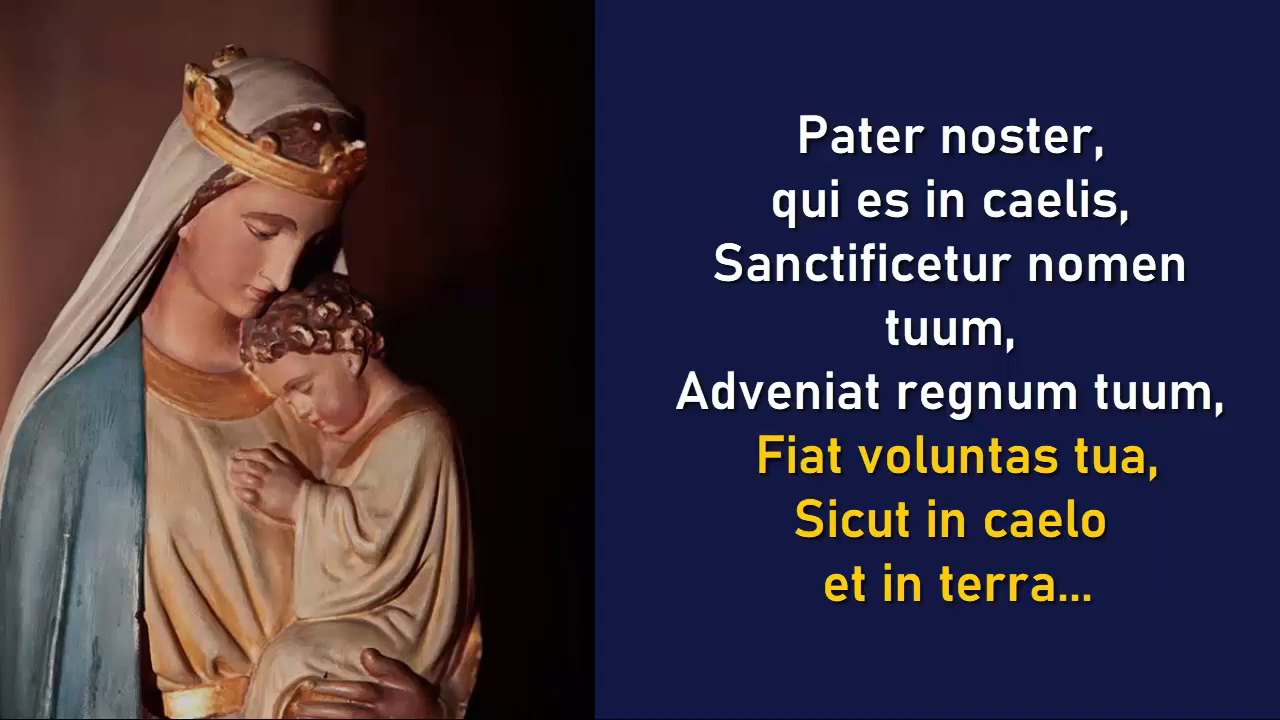 Pater noster,
qui es in caelis,
Sanctificetur nomen
tuum,
Adveniat regnum tuum,
Fiat voluntas tua,
Sicut in caelo
et in terra...